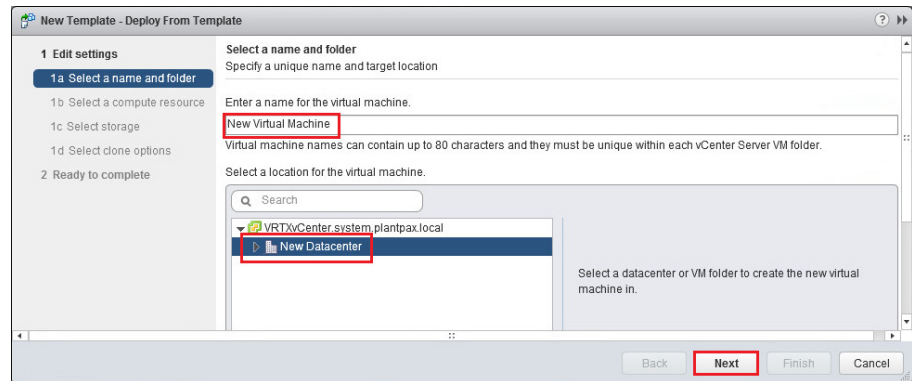 New Template - Deploy From Template
1 Edit settings
1a Select a name and folder
1b Select a compute resource
1c Select storage
1d Select clone options
2 Ready to complete
Select a name and folder
Specify a unique name and target location
Enter a name for the virtual machine.
New Virtual Machine
Virtual machine names can contain up to 80 characters and they must be unique within each vCenter Server VM folder.
Select a location for the virtual machine.
Search
VRTXvCenter.system.plantpax.local
New Datacenter
Select a datacenter or VM folder to create the new virtual
machine in.
Back Next Finish Cancel